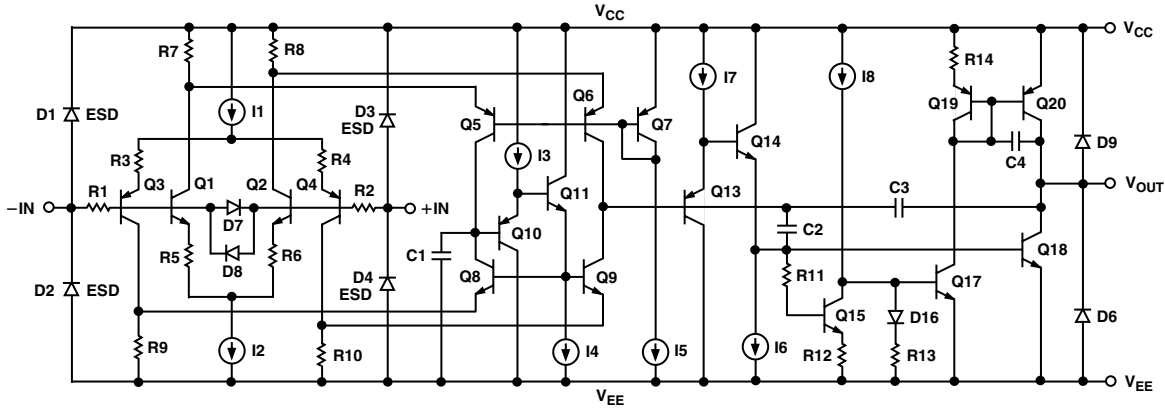 VCC
VCC
R7
R8
R14
I7
I8
D1 ESD
I1
D3
ESD
Q5
Q6
Q7
Q19
Q20
I3
Q14
C4
D9
R3
R4
Q3
Q1
Q2
Q4
R1
R2
Q11
Q13
C3
VOUT
−IN
+IN
D7
Q10
C2
Q18
R5
D8
R6
C1
Q8
Q9
R11
Q17
D4
ESD
D2 ESD
Q15
D16
D6
R9
I2
R10
I4
I5
I6
R12
R13
VEE
VEE